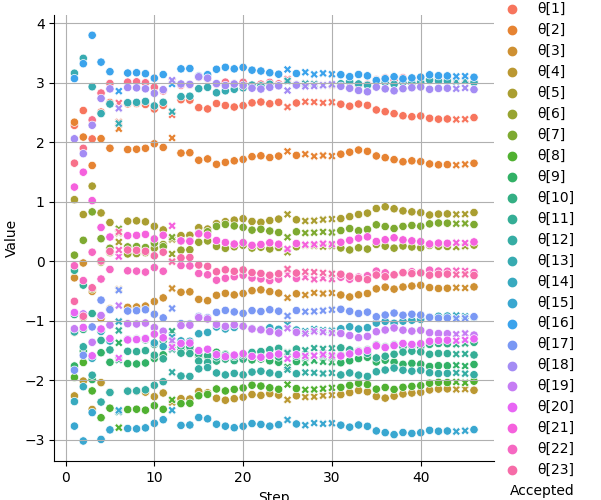 4
3
2
1
0
−1
−2
−3
Value
0
10
20
30
40
Step
θ[1]
θ[2]
θ[3]
θ[4]
θ[5]
θ[6]
θ[7]
θ[8]
θ[9]
θ[10]
θ[11]
θ[12]
θ[13]
θ[14]
θ[15]
θ[16]
θ[17]
θ[18]
θ[19]
θ[20]
θ[21]
θ[22]
θ[23]
Accepted